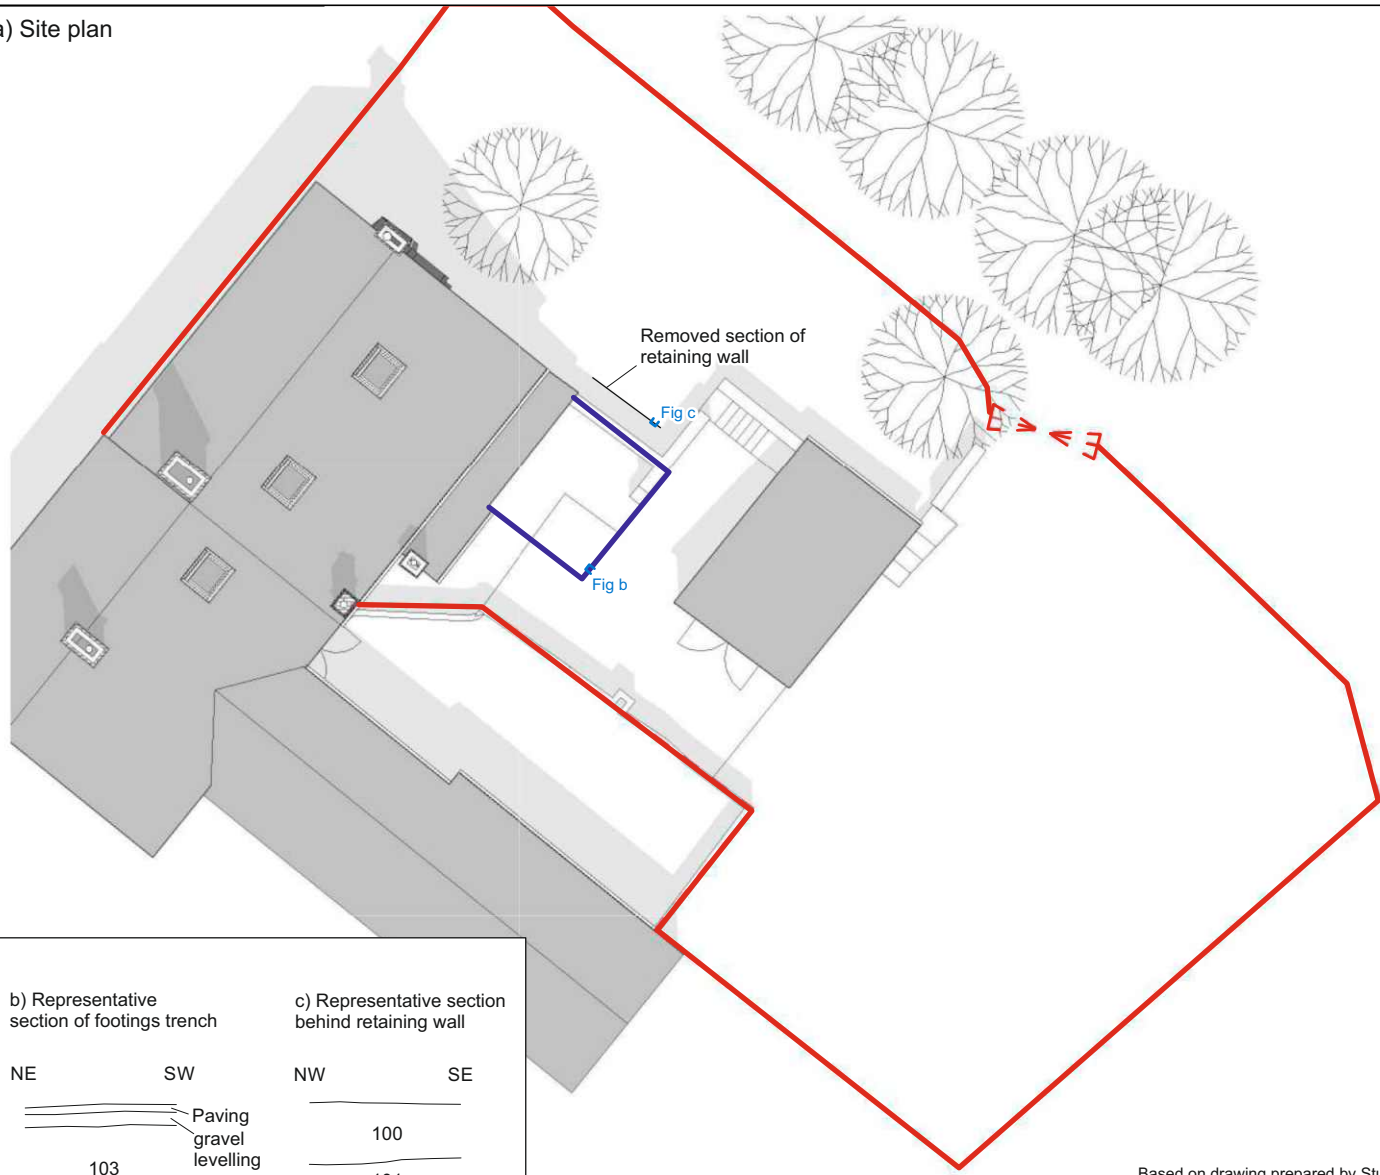 a) Site plan
Removed section of
retaining wall
Fig c
Fig b
b) Representative
section of footings trench
c) Representative section
behind retaining wall
NE SW
NW SE
Paving
gravel
levelling
103
100
Based on drawing prepared by